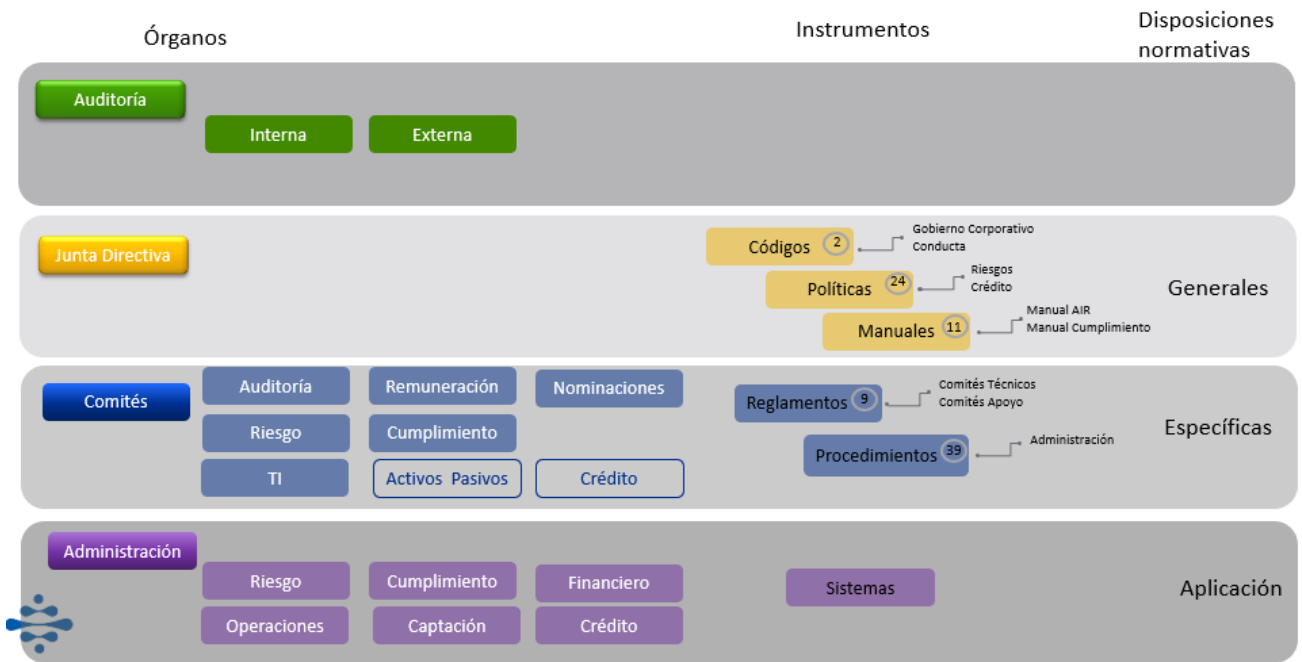 Órganos
Instrumentos
Disposiciones
normativas
Auditoría
Interna
Externa
Junta Directiva
Códigos 2
Gobierno Corporativo
Conducta
Políticas 24
Riesgos
Crédito
Manuales 11
Manual AIR
Manual Cumplimiento
Generales
Comités
Auditoría
Remuneración
Nominaciones
Riesgo
Cumplimiento
TI
Activos Pasivos
Crédito
Reglamentos 9
Comités Técnicos
Comités Apoyo
Procedimientos 39
Administración
Específicas
Administración
Riesgo
Cumplimiento
Financiero
Operaciones
Captación
Crédito
Sistemas
Aplicación